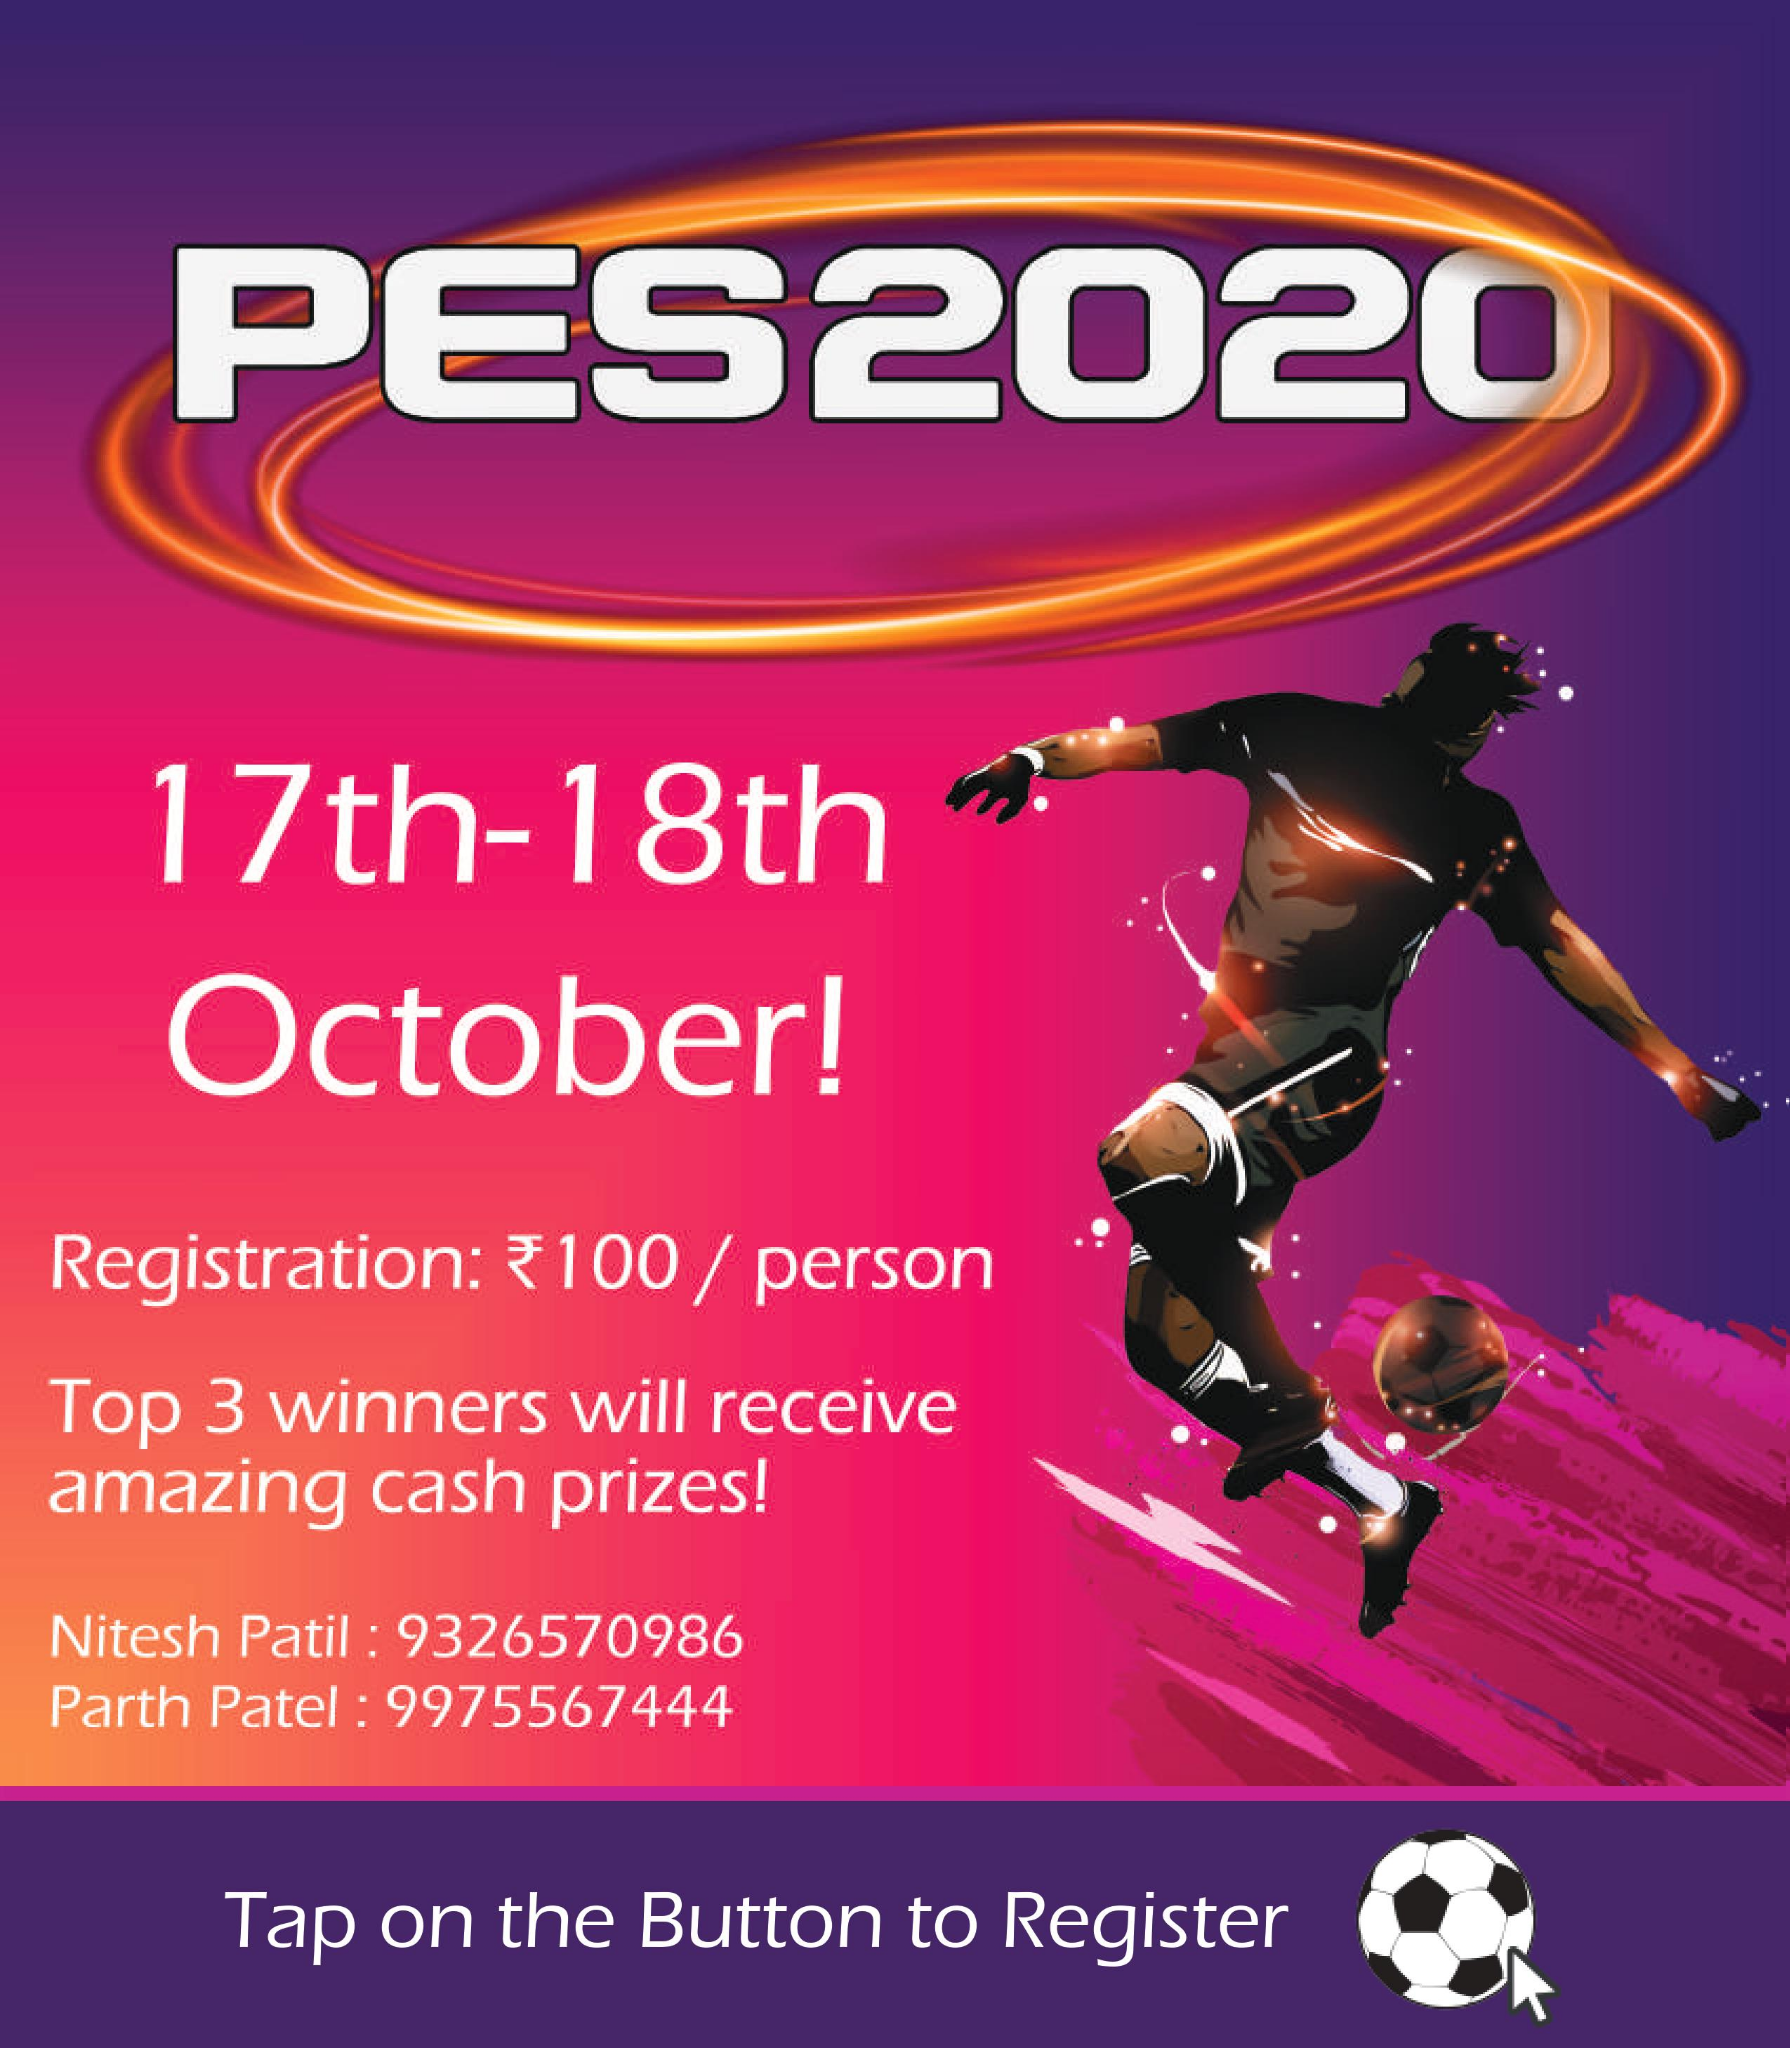 PES2020
17th-18th
October!
Registration: ₹100 / person
Top 3 winners will receive
amazing cash prizes!
Nitesh Patil : 9326570986
Parth Patel : 9975567444
Tap on the Button to Register